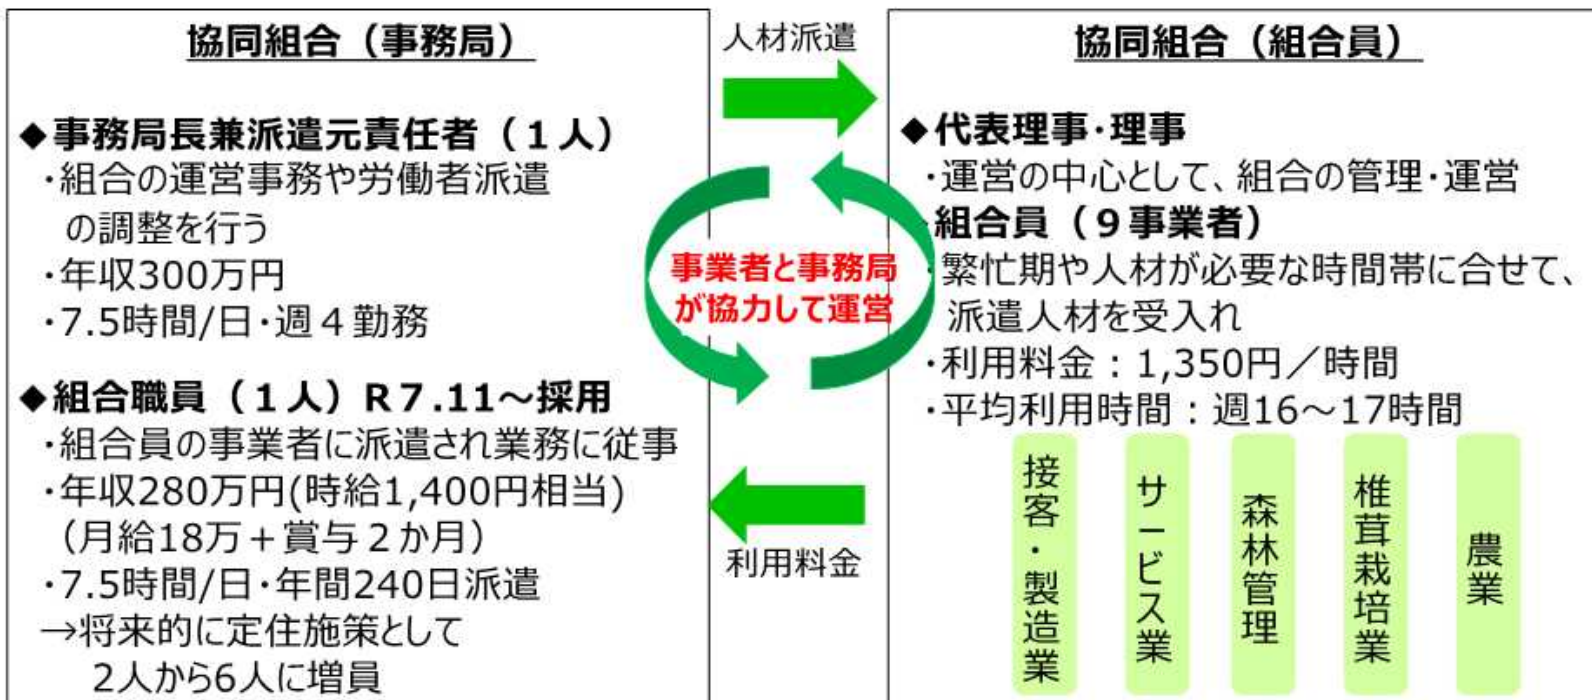 協同組合（事務局）
◆事務局長兼派遣元責任者（１人）
・組合の運営事務や労働者派遣
の調整を行う
・年収300万円
・7.5時間/日・週４勤務
◆組合職員（１人）Ｒ７.11～採用
・組合員の事業者に派遣され業務に従事
・年収280万円(時給1,400円相当)
（月給18万＋賞与２か月）
・7.5時間/日・年間240日派遣
→将来的に定住施策として
2人から6人に増員
人材派遣
事業者と事務局
が協力して運営
利用料金
協同組合（組合員）
◆代表理事・理事
・運営の中心として、組合の管理・運営
組合員（９事業者）
・繁忙期や人材が必要な時間帯に合せて、
派遣人材を受入れ
・利用料金：1,350円／時間
・平均利用時間：週16～17時間
接客・製造業
サービス業
森林管理
椎茸栽培業
農業